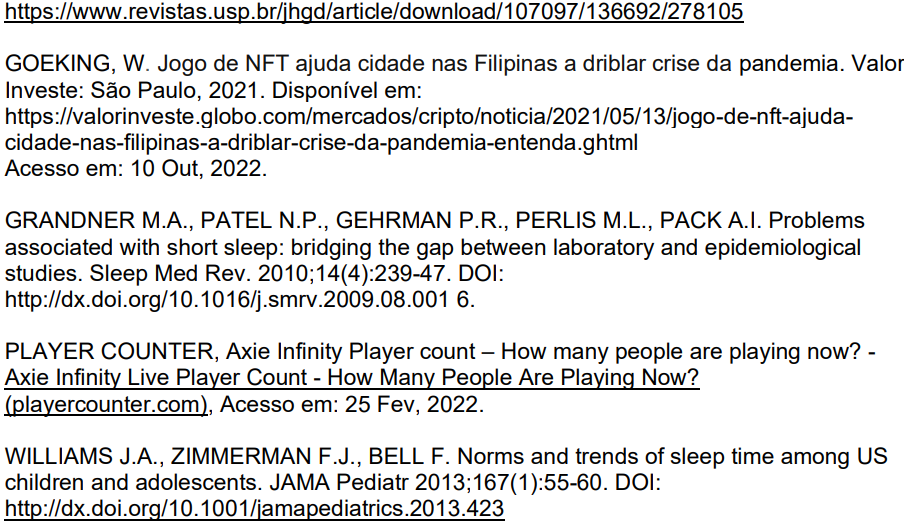 https://www.revistas.usp.br/jhgd/article/download/107097/136692/278105
GOEKING, W. Jogo de NFT ajuda cidade nas Filipinas a driblar crise da pandemia. Valor
Investe: São Paulo, 2021. Disponível em:
https://valorinveste.globo.com/mercados/cripto/noticia/2021/05/13/jogo-de-nft-ajuda-
cidade-nas-filipinas-a-driblar-crise-da-pandemia-entenda.ghtml
Acesso em: 10 Out, 2022.
GRANDNER M.A., PATEL N.P., GEHRMAN P.R., PERLIS M.L., PACK A.I. Problems
associated with short sleep: bridging the gap between laboratory and epidemiological
studies. Sleep Med Rev. 2010;14(4):239-47. DOI:
http://dx.doi.org/10.1016/j.smrv.2009.08.001 6.
PLAYER COUNTER, Axie Infinity Player count – How many people are playing now? -
Axie Infinity Live Player Count - How Many People Are Playing Now?
(playercounter.com), Acesso em: 25 Fev, 2022.
WILLIAMS J.A., ZIMMERMAN F.J., BELL F. Norms and trends of sleep time among US
children and adolescents. JAMA Pediatr 2013;167(1):55-60. DOI:
http://dx.doi.org/10.1001/jamapediatrics.2013.423